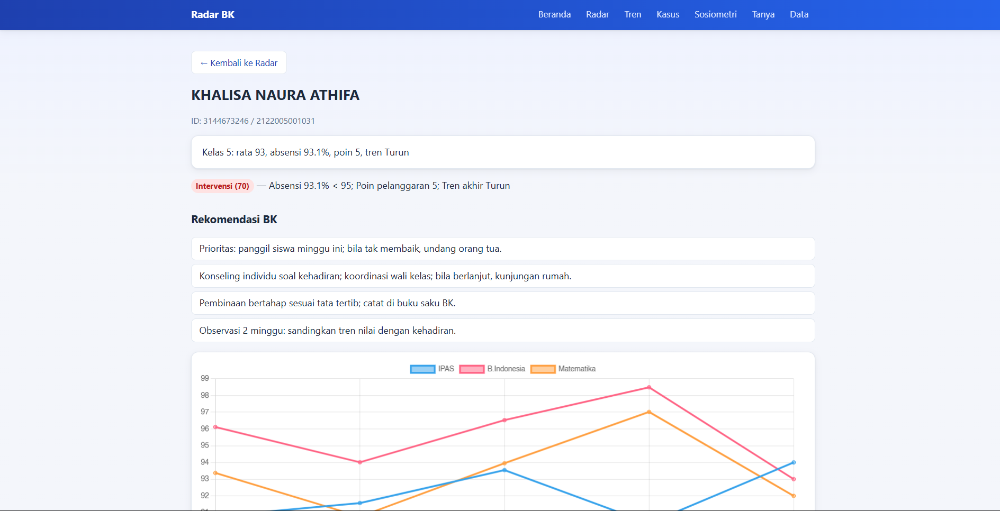 Radar BK
Beranda Radar Tren Kasus Sosiometri Tanya Data
← Kembali ke Radar
KHALISA NAURA ATHIFA
ID: 3144673246 / 2122005001031
Kelas 5: rata 93, absensi 93.1%, poin 5, tren Turun
Intervensi (70) — Absensi 93.1% < 95; Poin pelanggaran 5; Tren akhir Turun
Rekomendasi BK
Prioritas: panggil siswa minggu ini; bila tak membaik, undang orang tua.
Konseling individu soal kehadiran; koordinasi wali kelas; bila berlanjut, kunjungan rumah.
Pembinaan bertahap sesuai tata tertib; catat di buku saku BK.
Observasi 2 minggu: sandingkan tren nilai dengan kehadiran.
IPAS B.Indonesia Matematika
99
98
97
96
95
94
93
92